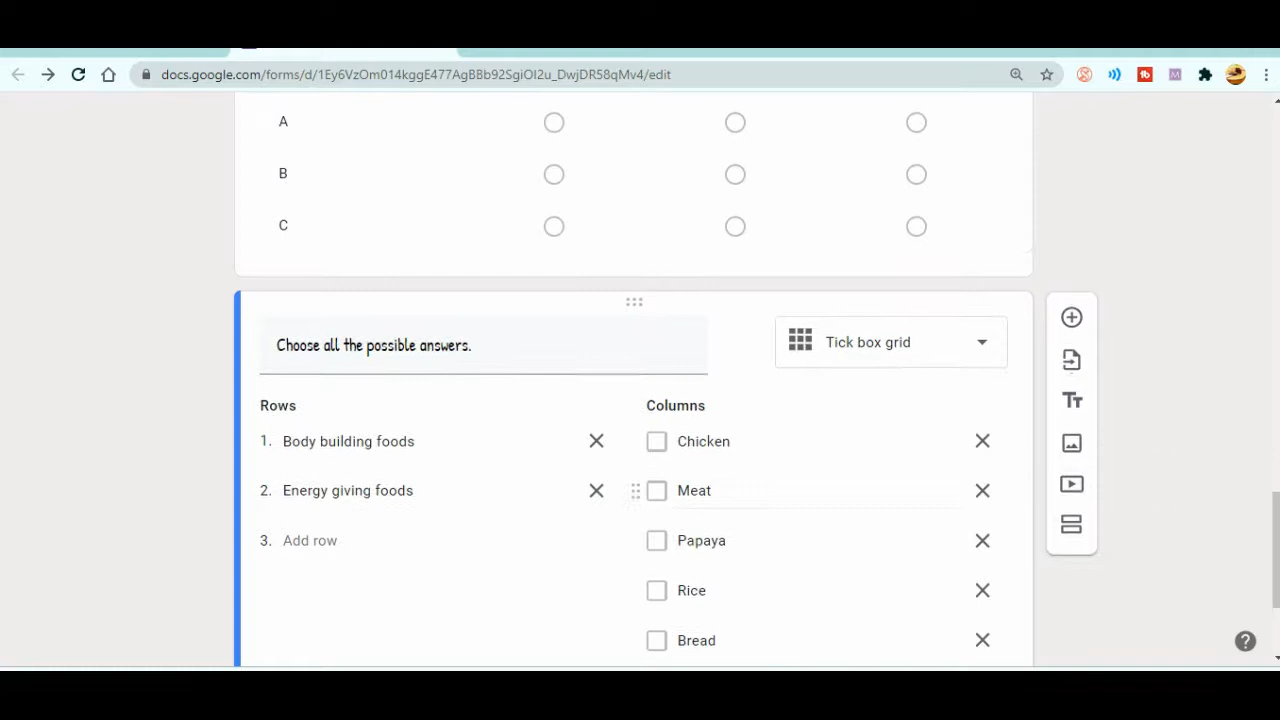 docs.google.com/forms/d/1Ey6VzOm014kggE477AgBBb92SgiOI2u_DwjDR58qMv4/edit
A
B
C
Choose all the possible answers.
Tick box grid
Rows
Columns
1. Body building foods
Chicken
2. Energy giving foods
Meat
3. Add row
Papaya
Rice
Bread